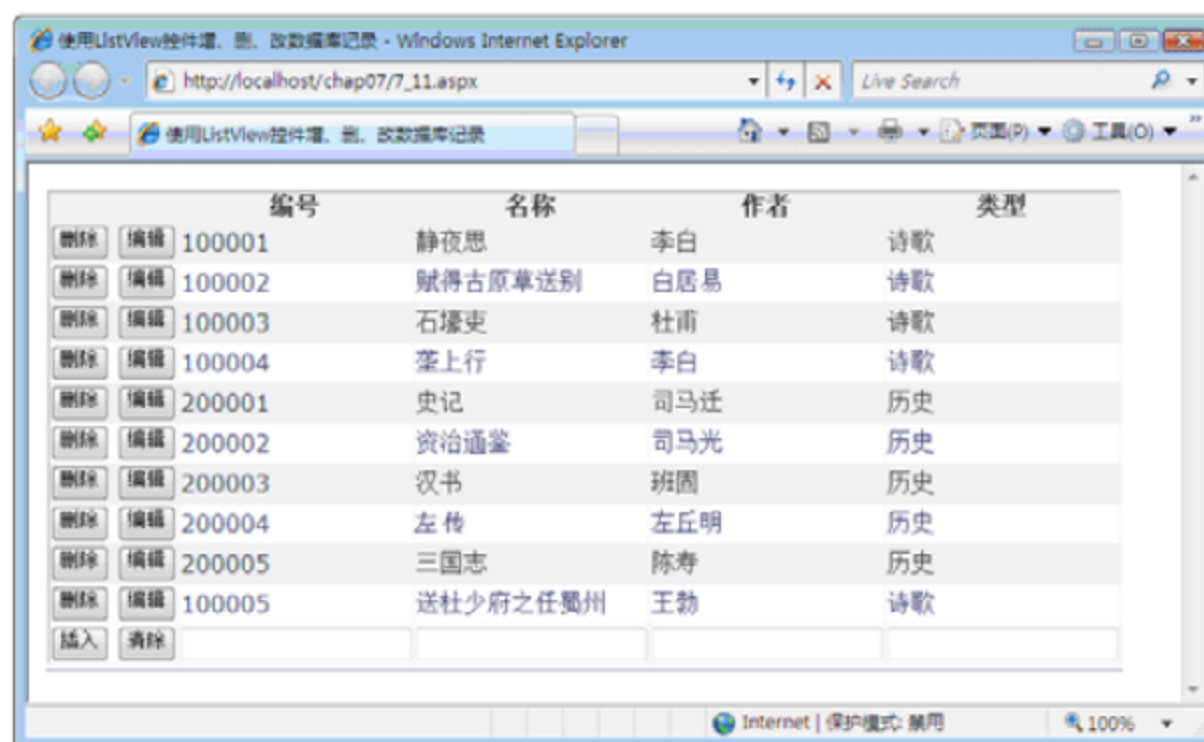 使用ListView控件增、删、改数据库记录 - Windows Internet Explorer
http://localhost/chap07/7_11.aspx Live Search
使用ListView控件增、删、改数据库记录 页面(P) 工具(O) »
编号 名称 作者 类型
删除 编辑 100001 静夜思 李白 诗歌
删除 编辑 100002 赋得古原草送别 白居易 诗歌
删除 编辑 100003 石壕吏 杜甫 诗歌
删除 编辑 100004 垄上行 李白 诗歌
删除 编辑 200001 史记 司马迁 历史
删除 编辑 200002 资治通鉴 司马光 历史
删除 编辑 200003 汉书 班固 历史
删除 编辑 200004 左传 左丘明 历史
删除 编辑 200005 三国志 陈寿 历史
删除 编辑 100005 送杜少府之任蜀州 王勃 诗歌
插入 清除
Internet | 保护模式: 禁用 100%